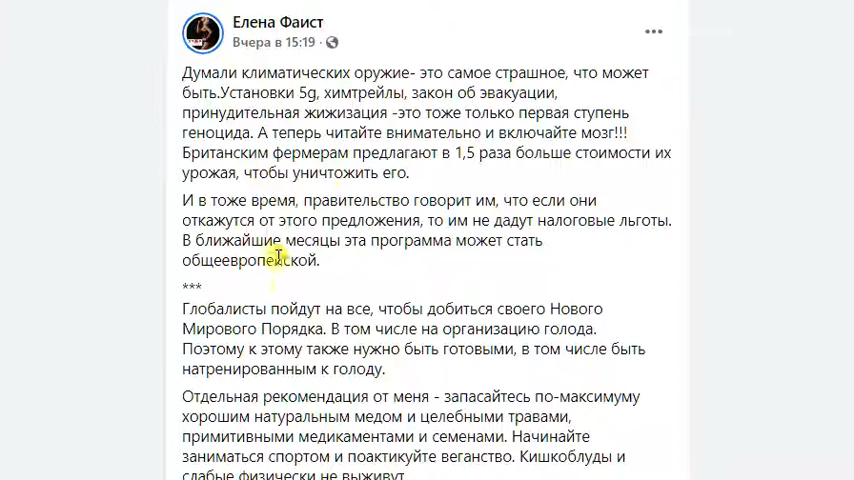 Елена Фаист
Вчера в 15:19 ·
Думали климатических оружие- это самое страшное, что может
быть.Установки 5g, химтрейлы, закон об эвакуации,
принудительная жижизация -это тоже только первая ступень
геноцида. А теперь читайте внимательно и включайте мозг!!!
Британским фермерам предлагают в 1,5 раза больше стоимости их
урожая, чтобы уничтожить его.
И в тоже время, правительство говорит им, что если они
откажутся от этого предложения, то им не дадут налоговые льготы.
В ближайшие месяцы эта программа может стать
общеевропейской.
***
Глобалисты пойдут на все, чтобы добиться своего Нового
Мирового Порядка. В том числе на организацию голода.
Поэтому к этому также нужно быть готовыми, в том числе быть
натренированным к голоду.
Отдельная рекомендация от меня - запасайтесь по-максимуму
хорошим натуральным медом и целебными травами,
примитивными медикаментами и семенами. Начинайте
заниматься спортом и поактикуйте веганство. Кишкоблуды и
слабые физически не выживут.